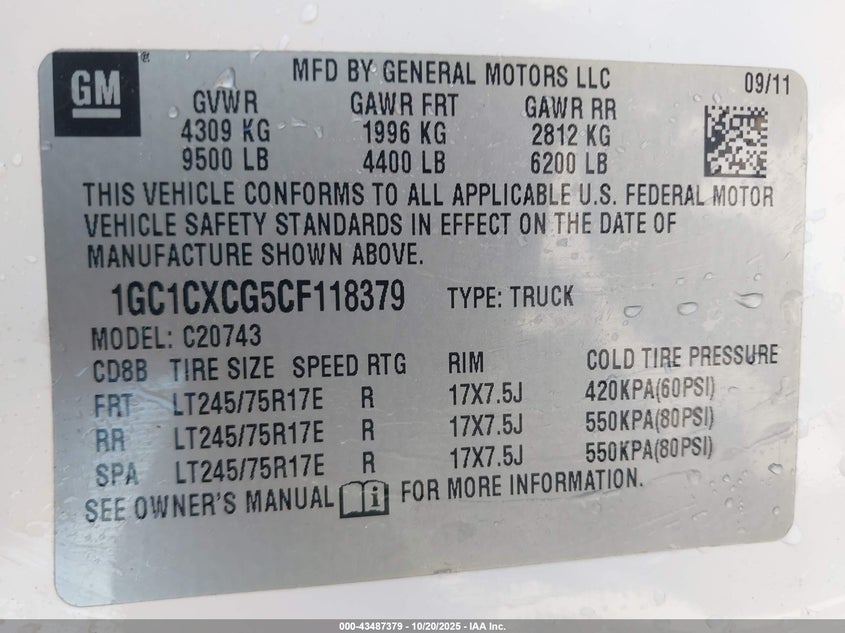 GM
MFD BY GENERAL MOTORS LLC 09/11
GVWR GAWR FRT GAWR RR
4309 KG 1996 KG 2812 KG
9500 LB 4400 LB 6200 LB
THIS VEHICLE CONFORMS TO ALL APPLICABLE U.S. FEDERAL MOTOR
VEHICLE SAFETY STANDARDS IN EFFECT ON THE DATE OF
MANUFACTURE SHOWN ABOVE.
1GC1CXCG5CF118379 TYPE: TRUCK
MODEL: C20743
CD8B TIRE SIZE SPEED RTG RIM COLD TIRE PRESSURE
FRT LT245/75R17E R 17X7.5J 420KPA(60PSI)
RR LT245/75R17E R 17X7.5J 550KPA(80PSI)
SPA LT245/75R17E R 17X7.5J 550KPA(80PSI)
SEE OWNER'S MANUAL i FOR MORE INFORMATION.
000-43487379 - 10/20/2025 - IAA Inc.